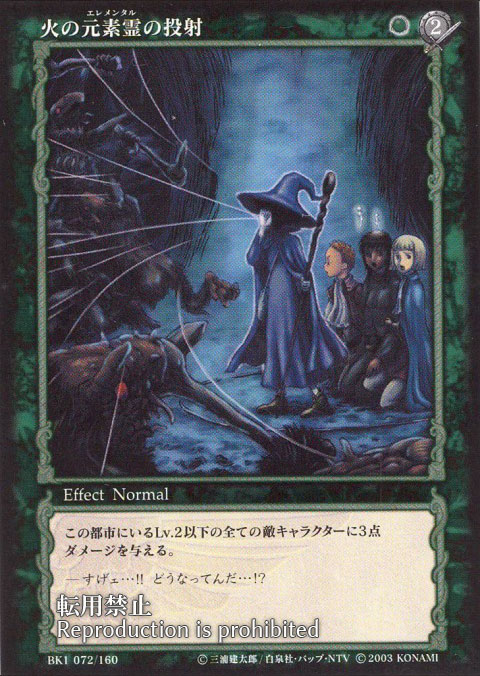 エレメンタル
火の元素霊の投射
2
Effect Normal
この都市にいるLv.2以下の全ての敵キャラクターに3点
ダメージを与える。
―すげェ…!! どうなってんだ…!?
転用禁止
Reproduction is prohibited
BK1 072/160
©三浦建太郎/白泉社・バップ・NTV ©2003 KONAMI